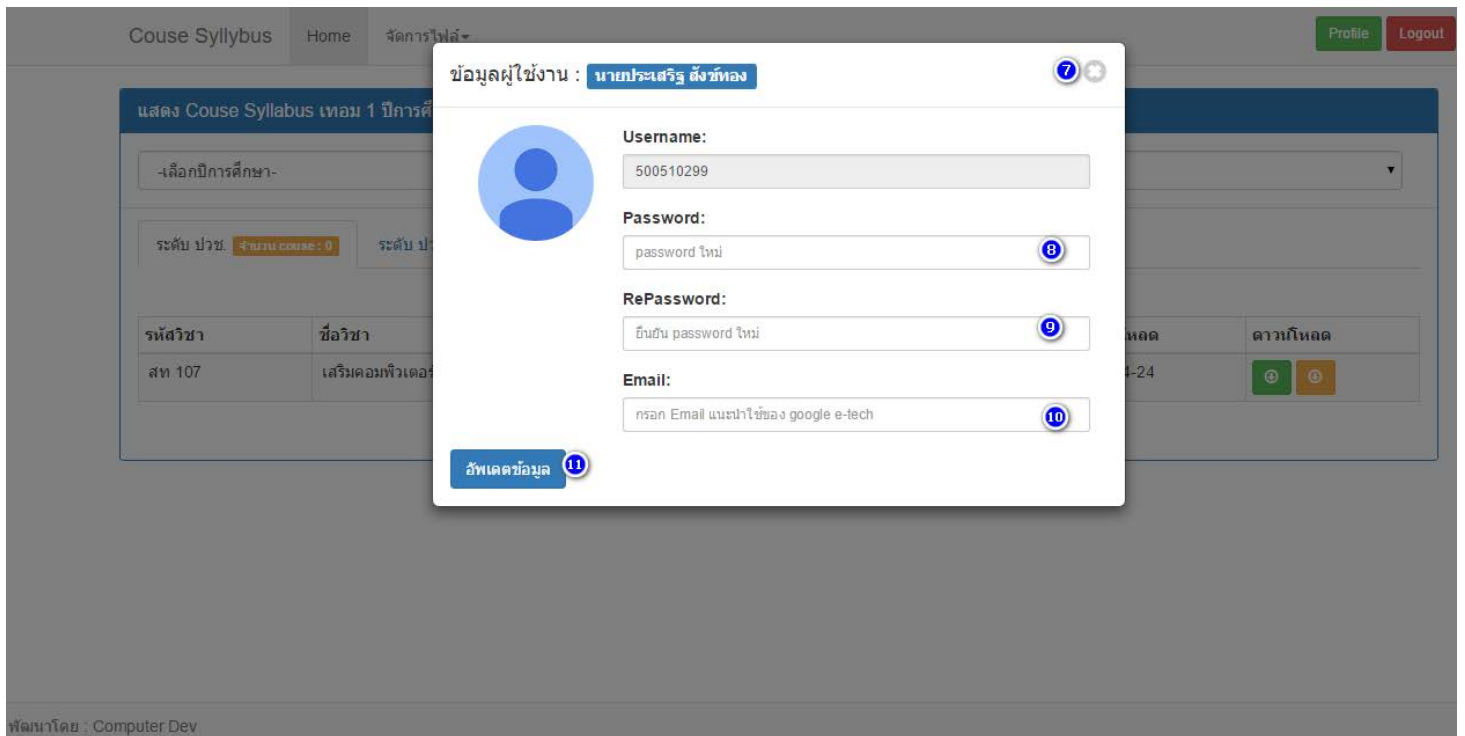 Couse Syllybus Home จัดการไฟล์ Profile Logout
ข้อมูลผู้ใช้งาน : นายประเสริฐ สังข์ทอง 7
แสดง Couse Syllabus เทอม 1
Username:
-เลือกปีการศึกษา- 500510299
Password:
ระดับ ปวช. จำนวน couse : 0 ระดับ password ใหม่ 8
RePassword:
รหัสวิชา ชื่อวิชา ยืนยัน password ใหม่ 9 ดาวน์โหลด
สท 107 เสริมคอมพิวเตอร์ 4-24
Email:
กรอก Email แนะนำใช้ของ google e-tech 10
อัพเดตข้อมูล 11
พัฒนาโดย : Computer Dev